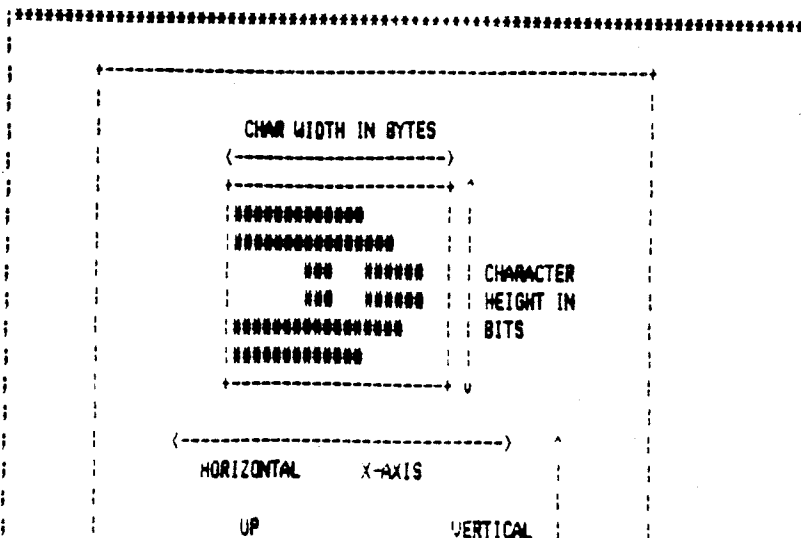 CHAR WIDTH IN BYTES
CHARACTER
HEIGHT IN
BITS
HORIZONTAL X-AXIS
UP VERTICAL